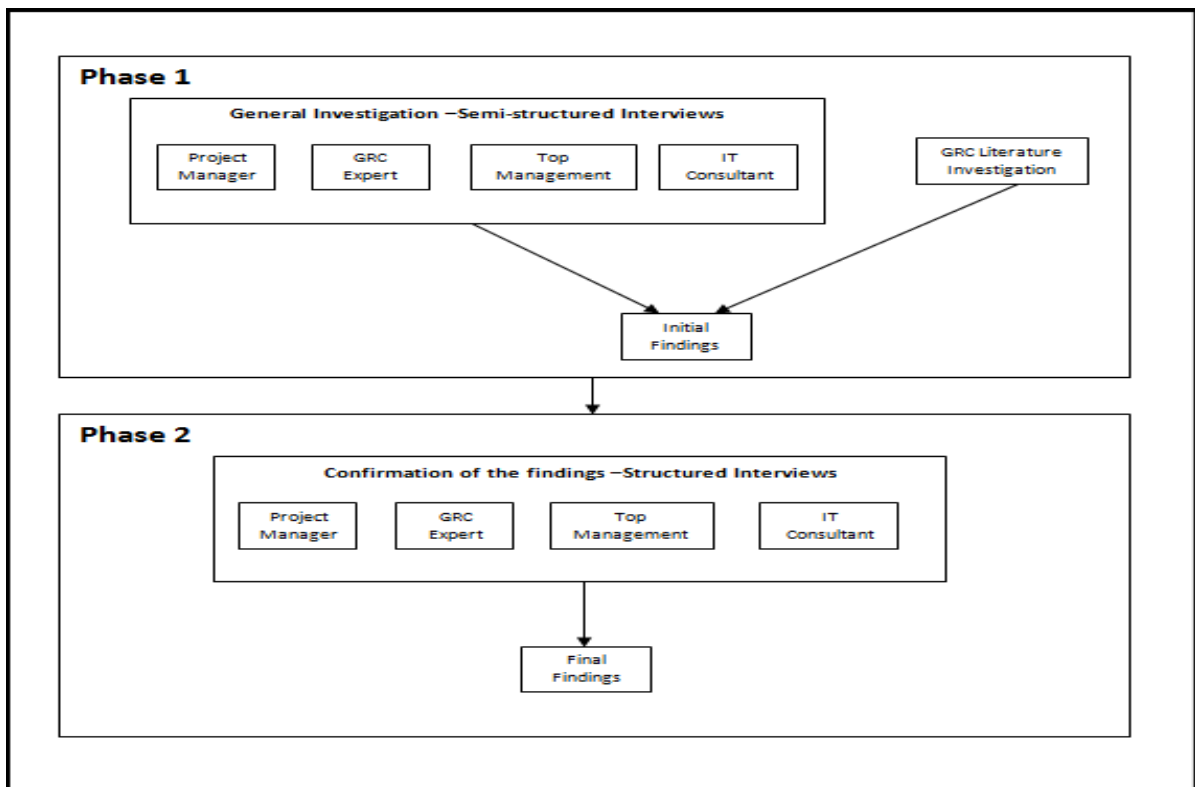 Phase 1
General Investigation –Semi-structured Interviews
Project
Manager
GRC
Expert
Top
Management
IT
Consultant
GRC Literature
Investigation
Initial
Findings
Phase 2
Confirmation of the findings –Structured Interviews
Project
Manager
GRC
Expert
Top
Management
IT
Consultant
Final
Findings